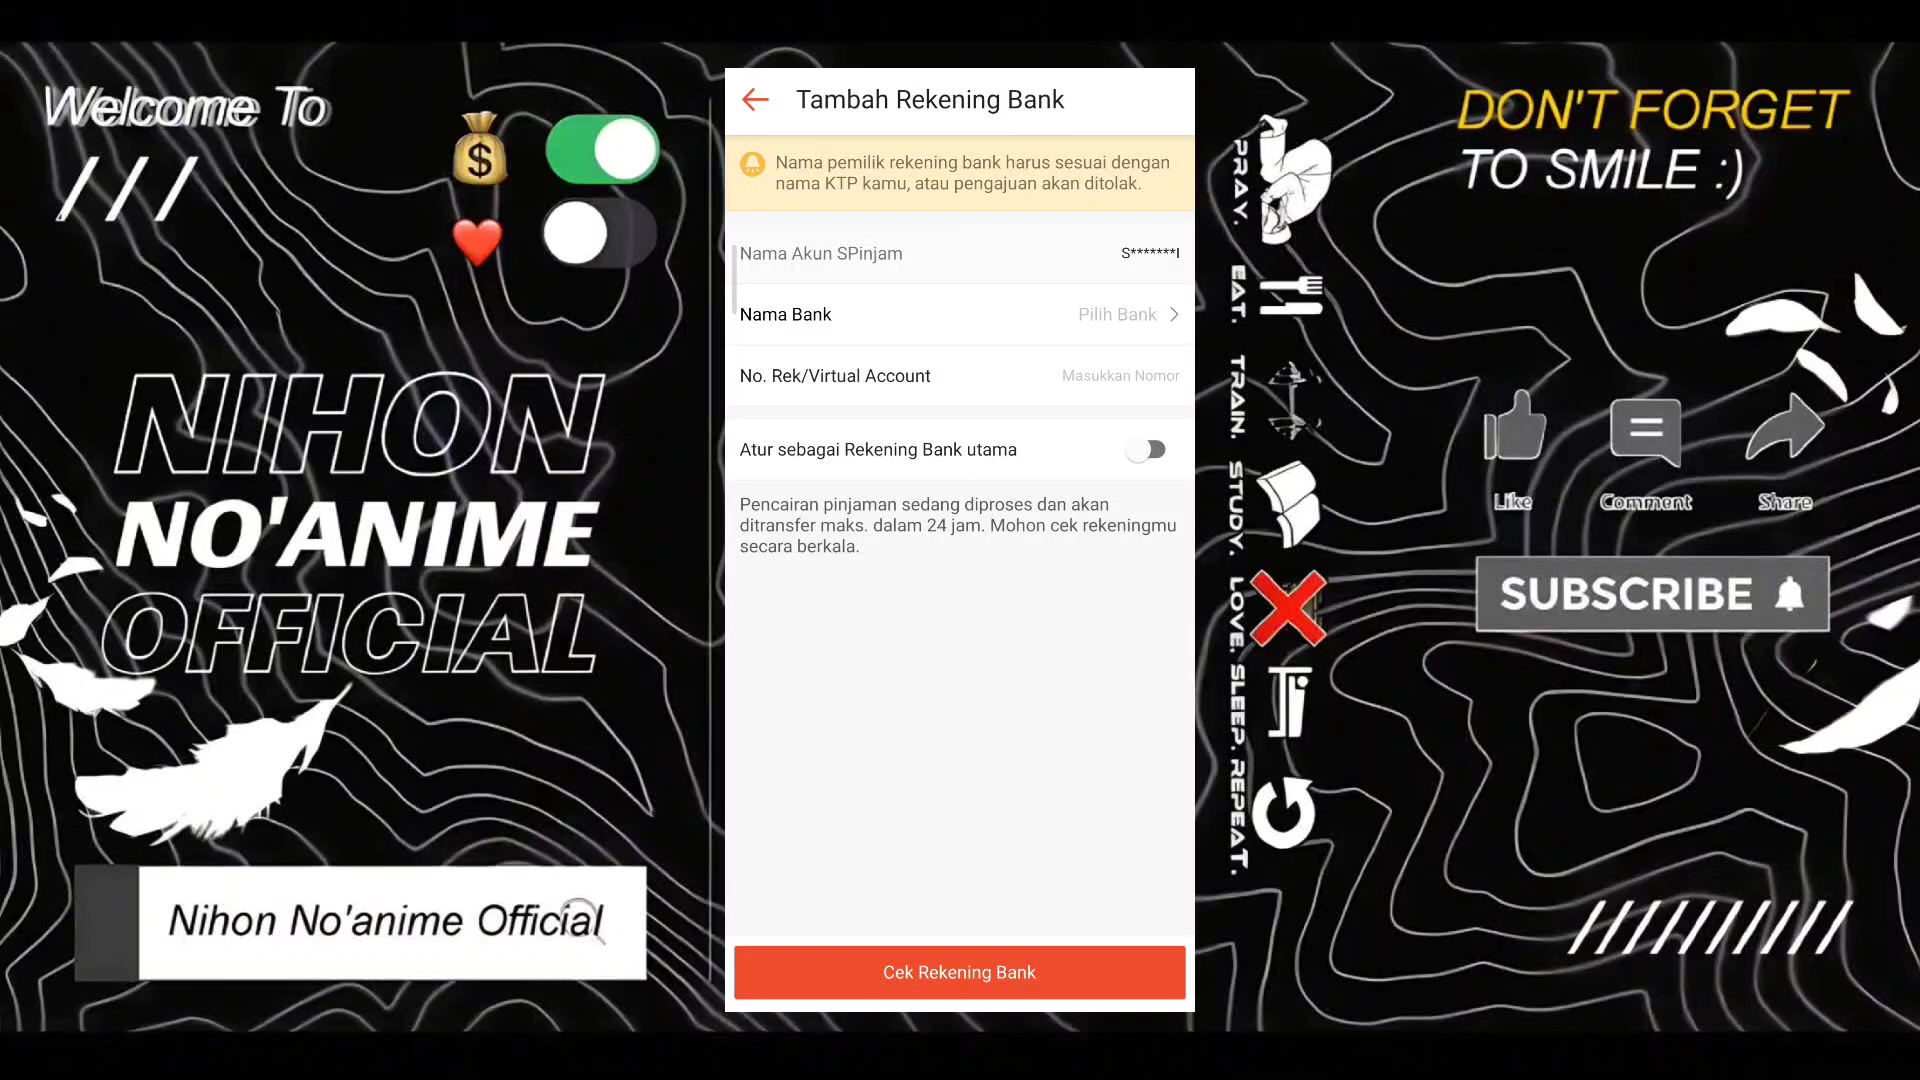 Welcome To
NIHON
NO'ANIME
OFFICIAL
Nihon No'anime Official
Tambah Rekening Bank
Nama pemilik rekening bank harus sesuai dengan
nama KTP kamu, atau pengajuan akan ditolak.
Nama Akun SPinjam S*******I
Nama Bank Pilih Bank
No. Rek/Virtual Account Masukkan Nomor
Atur sebagai Rekening Bank utama
Pencairan pinjaman sedang diproses dan akan
ditransfer maks. dalam 24 jam. Mohon cek rekeningmu
secara berkala.
Cek Rekening Bank
PRAY. EAT. TRAIN. STUDY. LOVE. SLEEP. REPEAT.
DON'T FORGET
TO SMILE :)
Like Comment Share
SUBSCRIBE